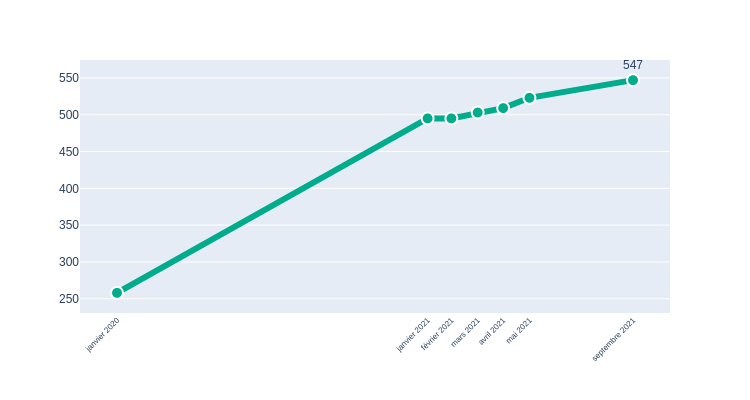 547
550
500
450
400
350
300
250
janvier 2020
janvier 2021
février 2021
mars 2021
avril 2021
mai 2021
septembre 2021